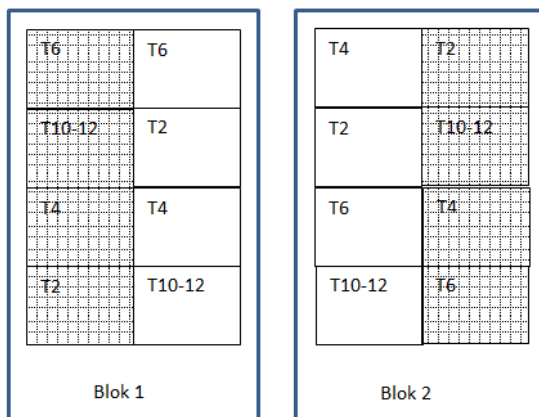 T6 T6
T10-12 T2
T4 T4
T2 T10-12
Blok 1
T4 T2
T2 T10-12
T6 T4
T10-12 T6
Blok 2